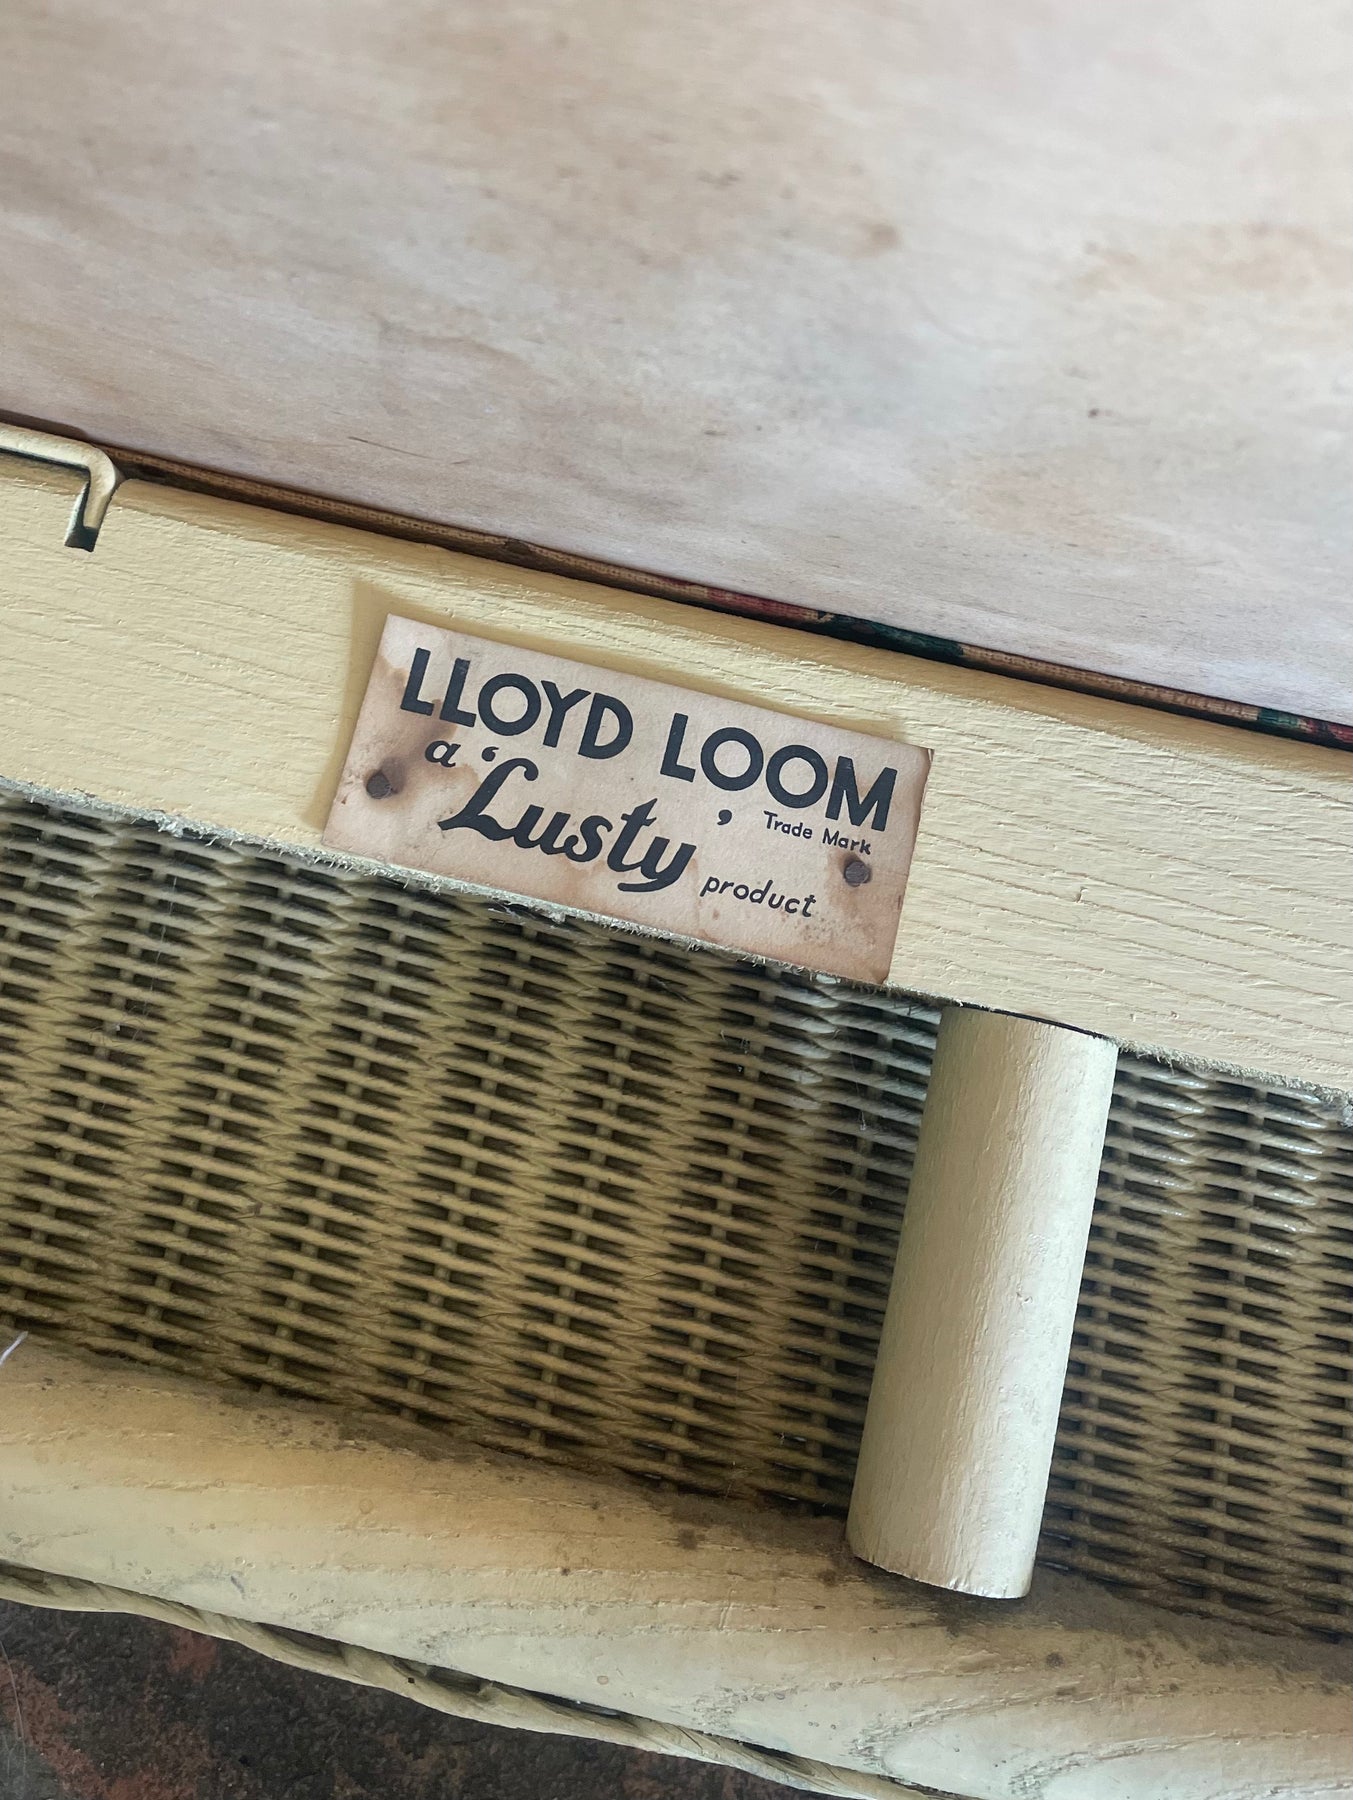 LLOYD LOOM
Trade Mark
a ‘Lusty’
product